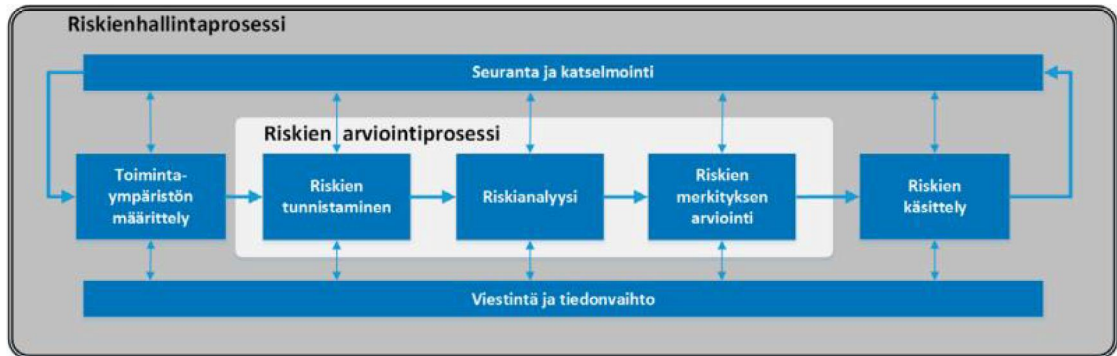 Riskienhallintaprosessi
Seuranta ja katselmointi
Riskien arviointiprosessi
Toiminta-
ympäristön
määrittely
Riskien
tunnistaminen
Riskianalyysi
Riskien
merkityksen
arviointi
Riskien
käsittely
Viestintä ja tiedonvaihto